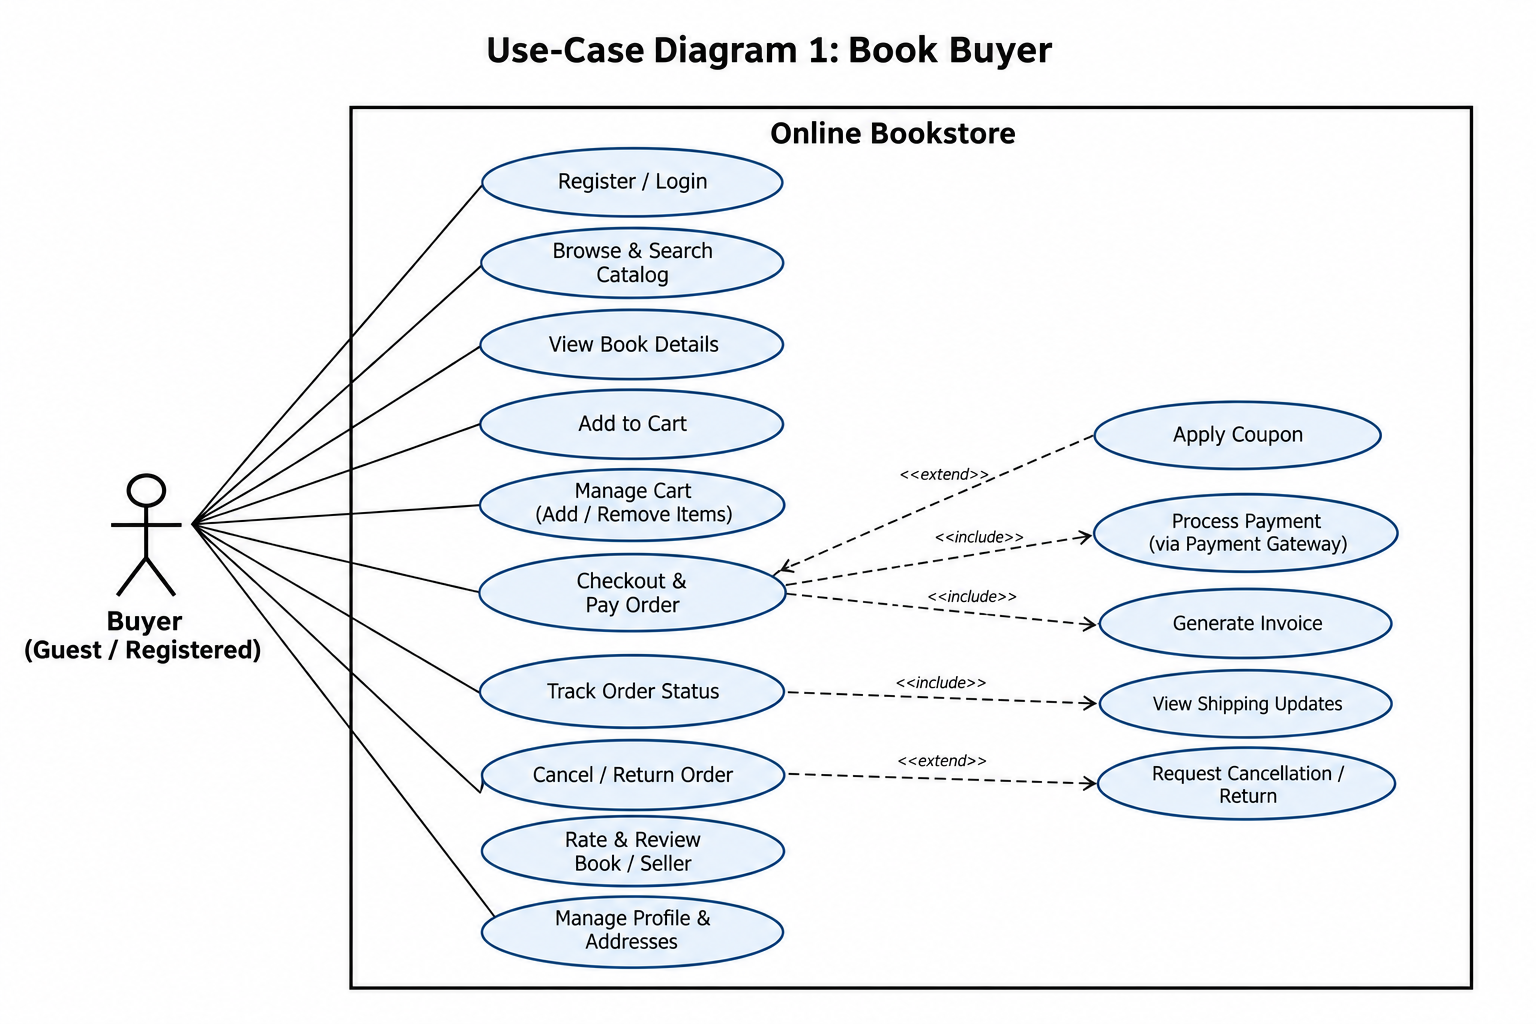 Use-Case Diagram 1: Book Buyer
Online Bookstore
Register / Login
Browse & Search
Catalog
View Book Details
Add to Cart
Manage Cart
(Add / Remove Items)
Checkout &
Pay Order
Track Order Status
Cancel / Return Order
Rate & Review
Book / Seller
Manage Profile &
Addresses
Buyer
(Guest / Registered)
<<extend>>
<<include>>
<<include>>
<<include>>
<<extend>>
Apply Coupon
Process Payment
(via Payment Gateway)
Generate Invoice
View Shipping Updates
Request Cancellation /
Return